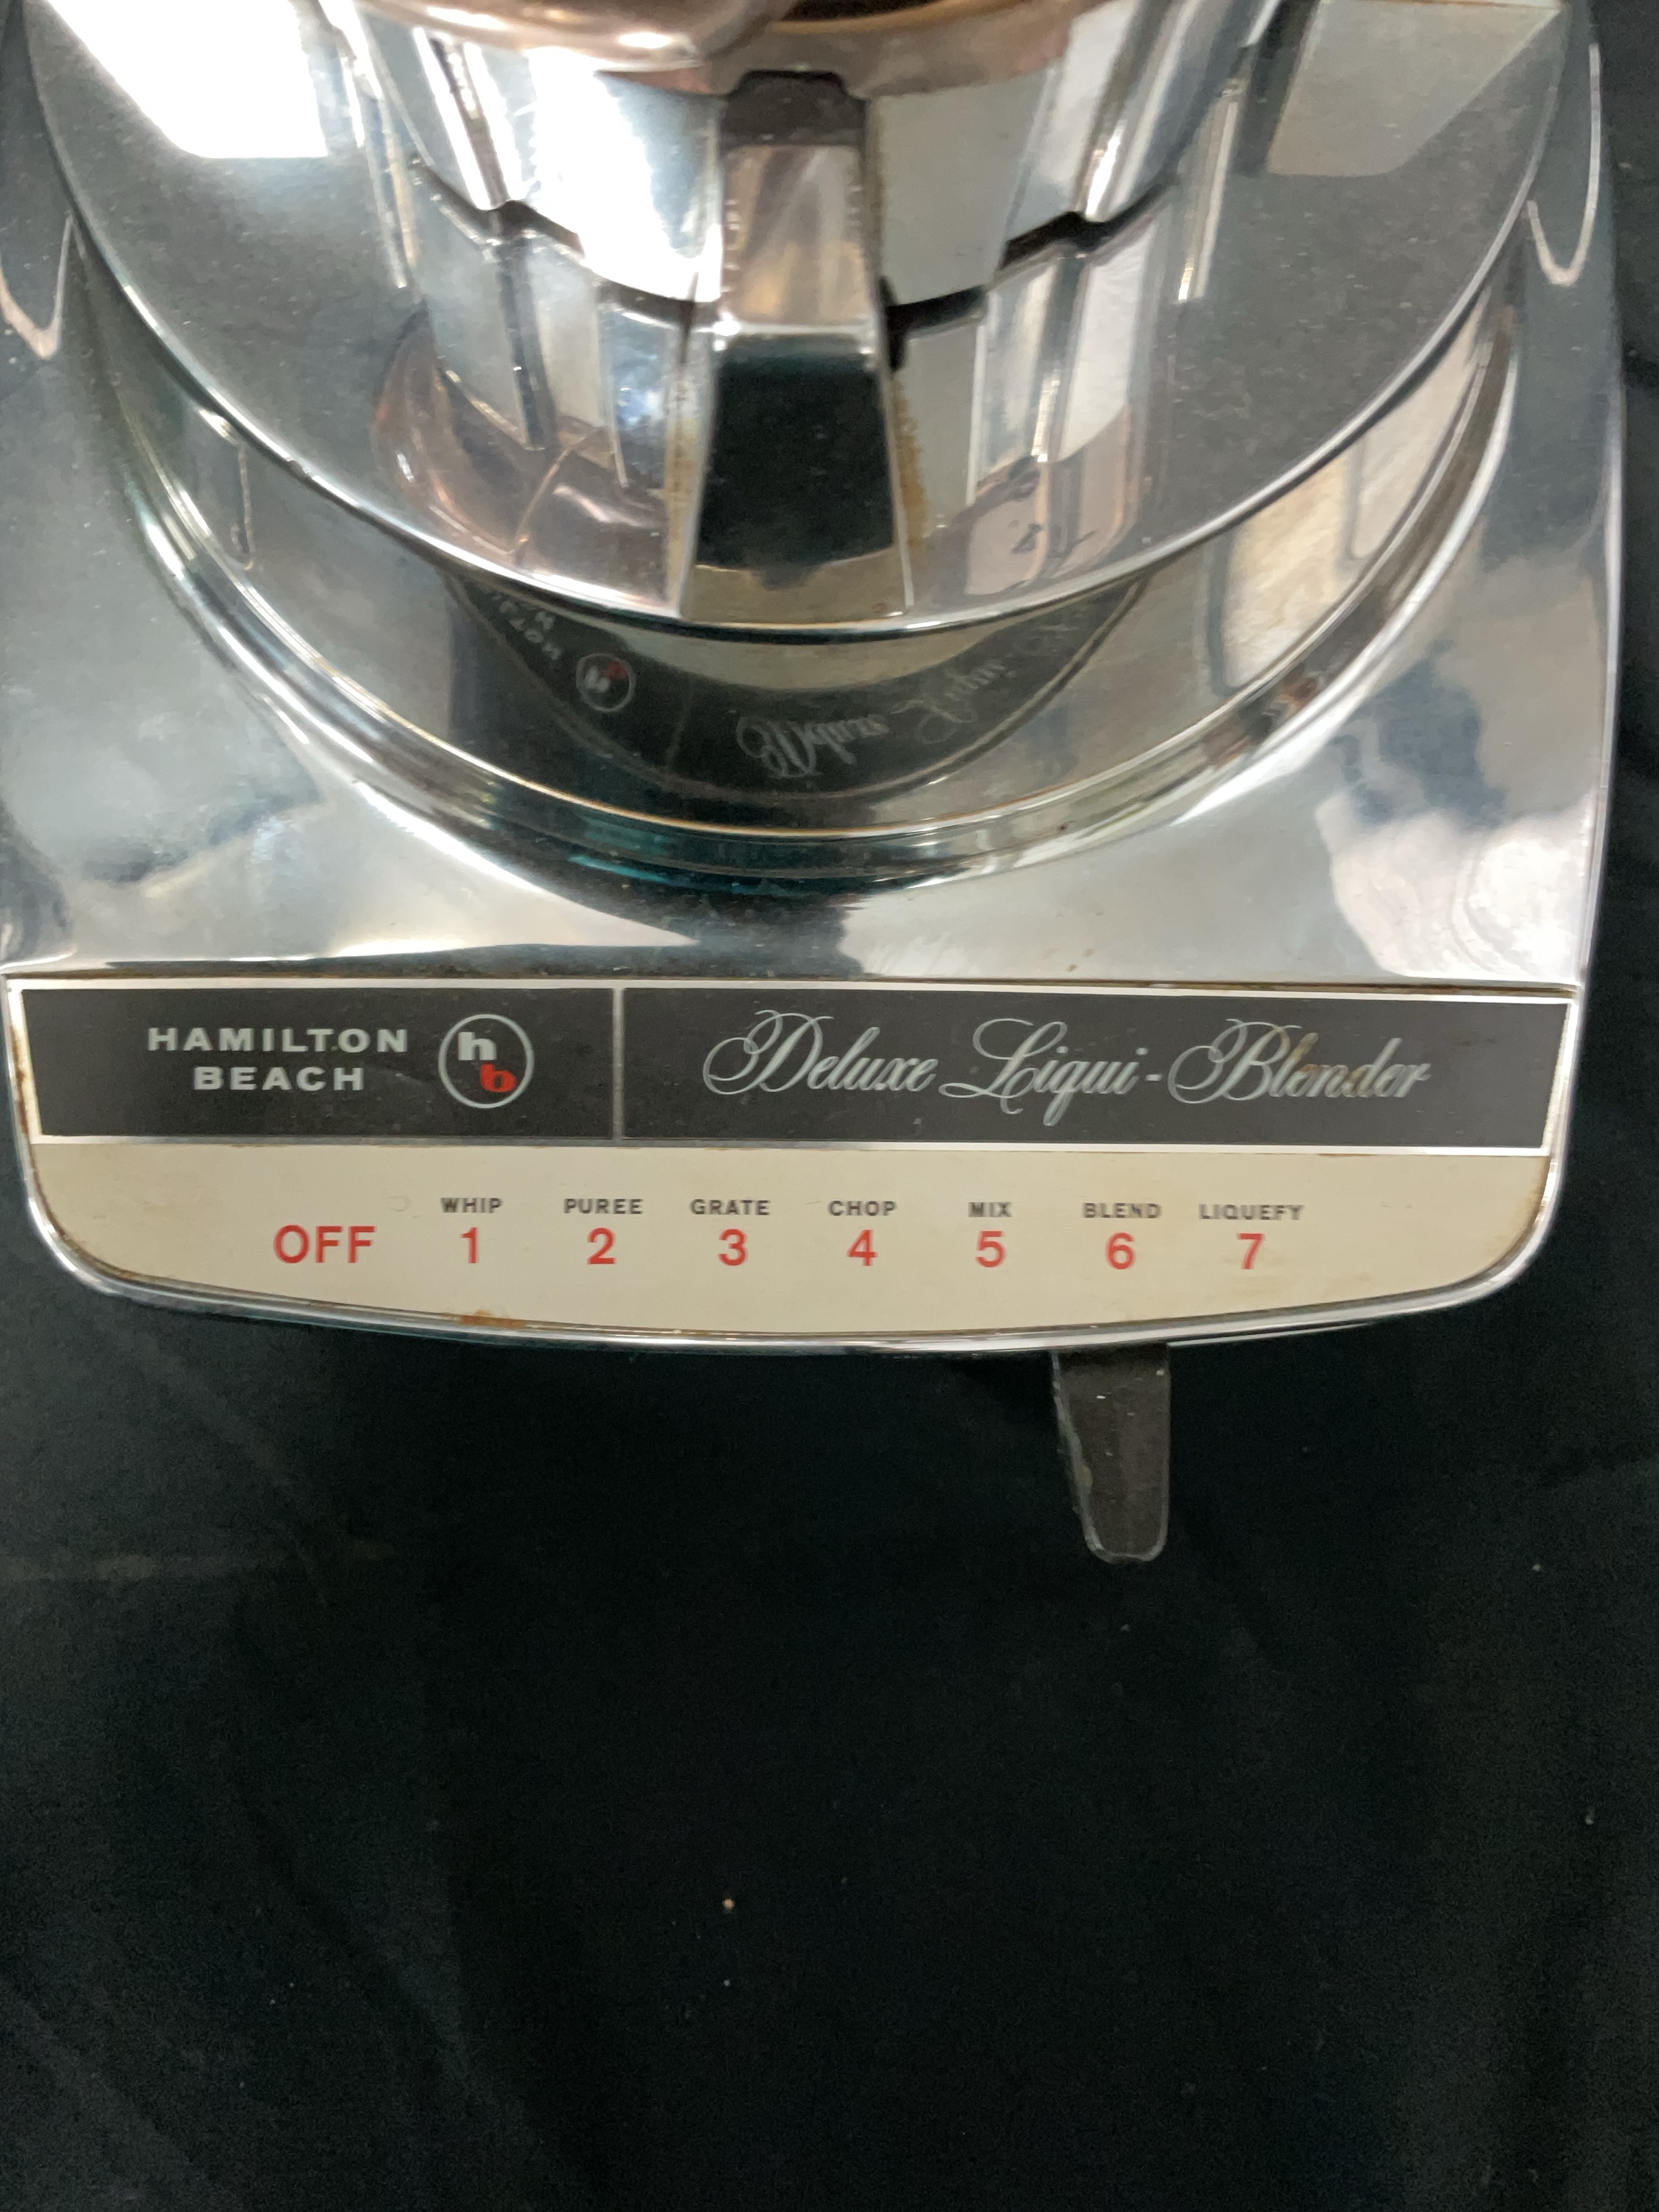 HAMILTON
BEACH
hb
Deluxe Liqui-Blender
WHIP PUREE GRATE CHOP MIX BLEND LIQUEFY
OFF 1 2 3 4 5 6 7